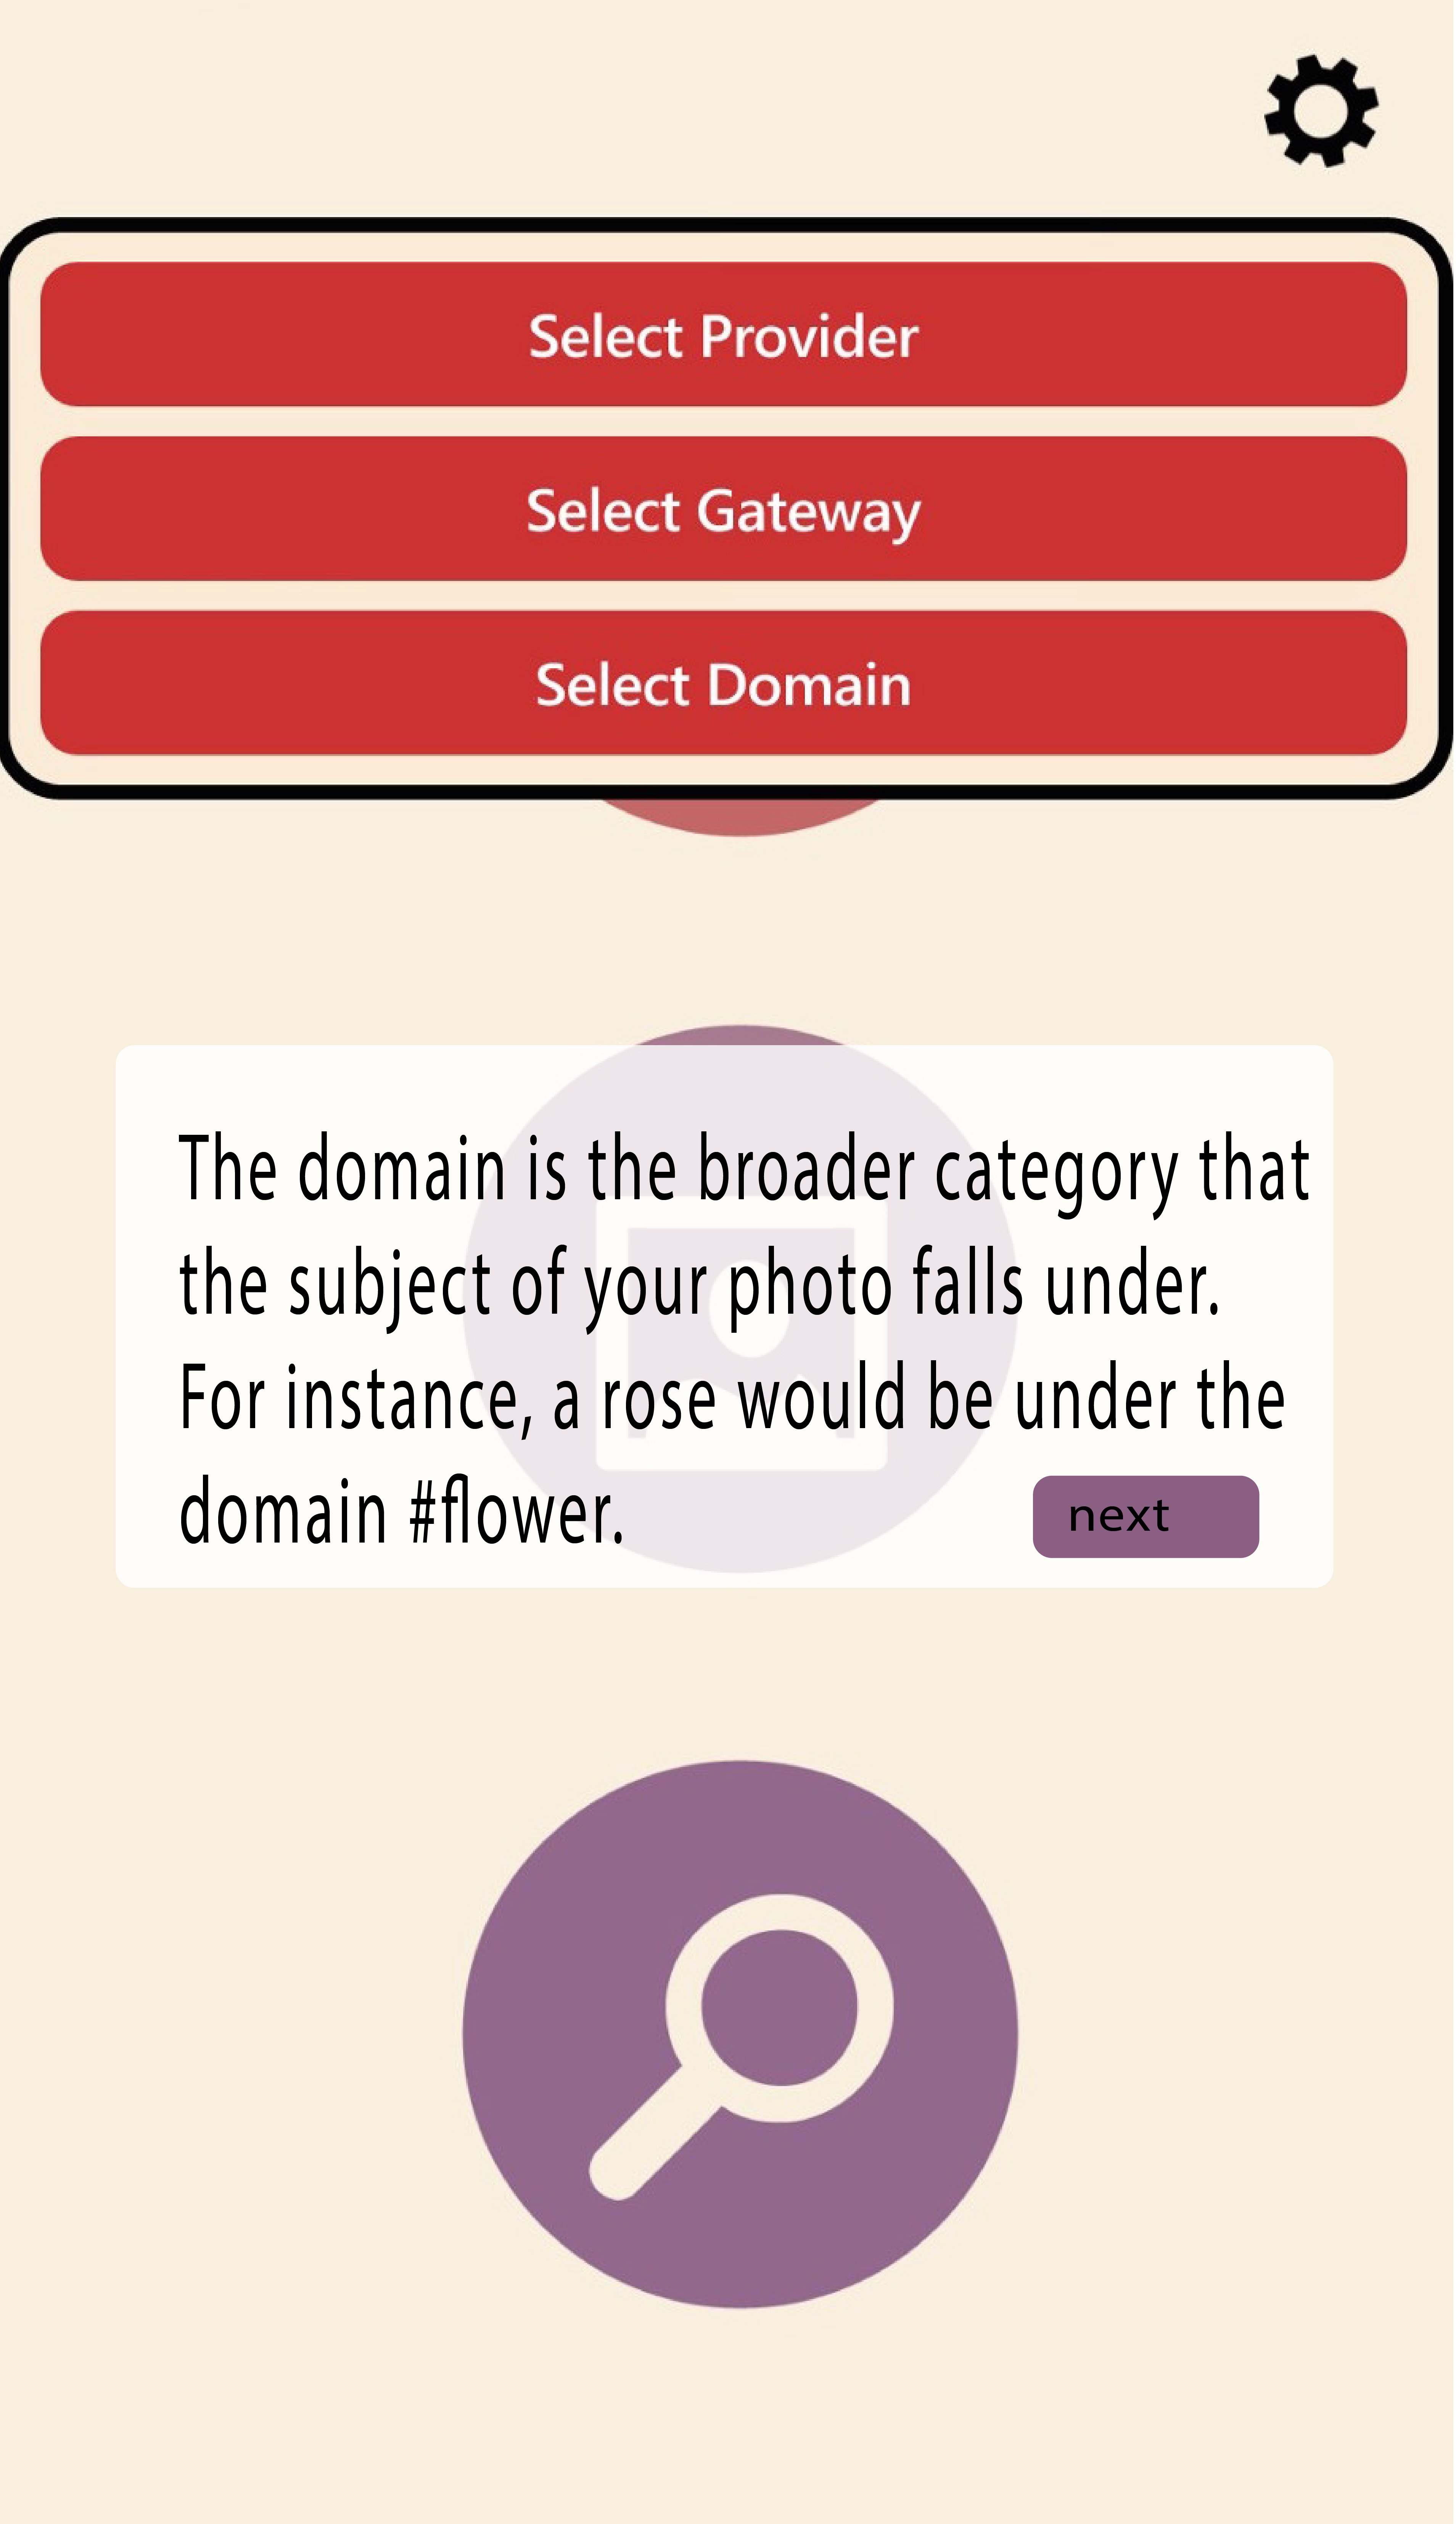 Select Provider
Select Gateway
Select Domain
The domain is the broader category that
the subject of your photo falls under.
For instance, a rose would be under the
domain #flower.
next